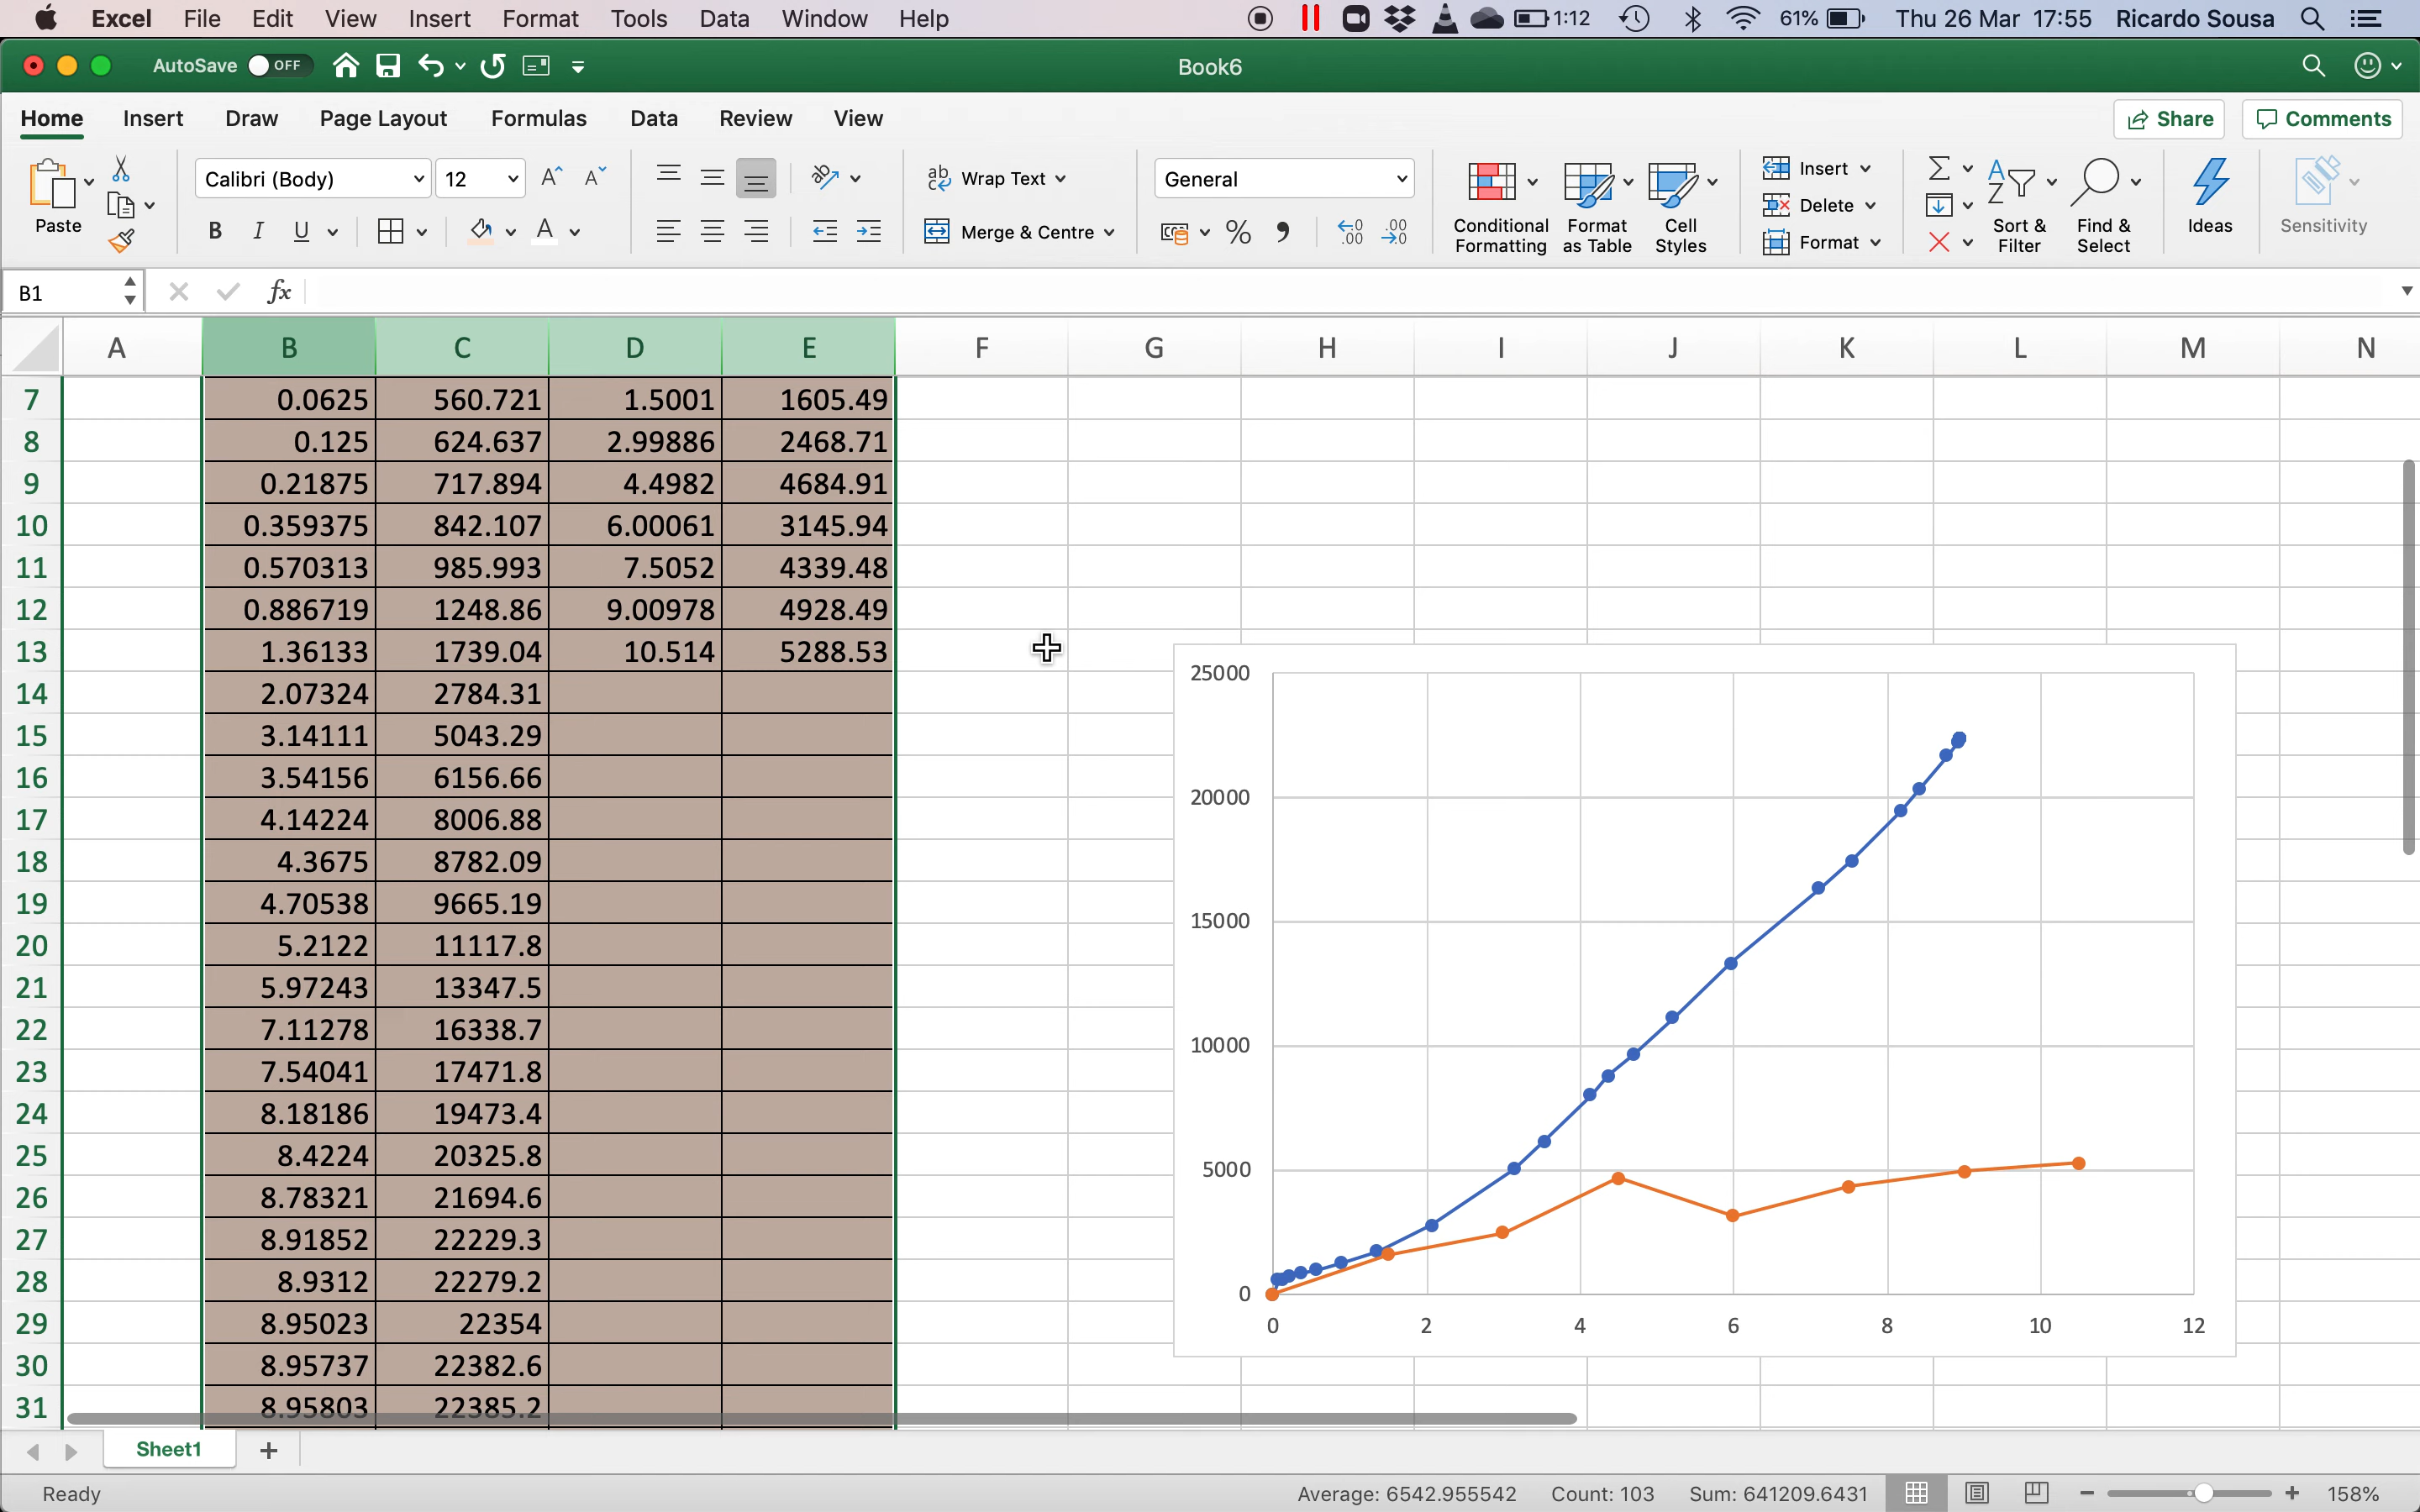 Excel File Edit View Insert Format Tools Data Window Help 1:12 61% Thu 26 Mar 17:55 Ricardo Sousa
AutoSave OFF Book6
Home Insert Draw Page Layout Formulas Data Review View Share Comments
Paste Calibri (Body) 12 Wrap Text General Conditional Formatting Format as Table Cell Styles Insert Sort & Filter Find & Select Ideas Sensitivity
B I U A Merge & Centre % Delete
Format
B1 fx
A B C D E F G H I J K L M N
7 0.0625 560.721 1.5001 1605.49
8 0.125 624.637 2.99886 2468.71
9 0.21875 717.894 4.4982 4684.91
10 0.359375 842.107 6.00061 3145.94
11 0.570313 985.993 7.5052 4339.48
12 0.886719 1248.86 9.00978 4928.49
13 1.36133 1739.04 10.514 5288.53
14 2.07324 2784.31
15 3.14111 5043.29
16 3.54156 6156.66
17 4.14224 8006.88
18 4.3675 8782.09
19 4.70538 9665.19
20 5.2122 11117.8
21 5.97243 13347.5
22 7.11278 16338.7
23 7.54041 17471.8
24 8.18186 19473.4
25 8.4224 20325.8
26 8.78321 21694.6
27 8.91852 22229.3
28 8.9312 22279.2
29 8.95023 22354
30 8.95737 22382.6
31 8.95803 22385.2
25000
20000
15000
10000
5000
0
0 2 4 6 8 10 12
Sheet1
Ready Average: 6542.955542 Count: 103 Sum: 641209.6431 158%